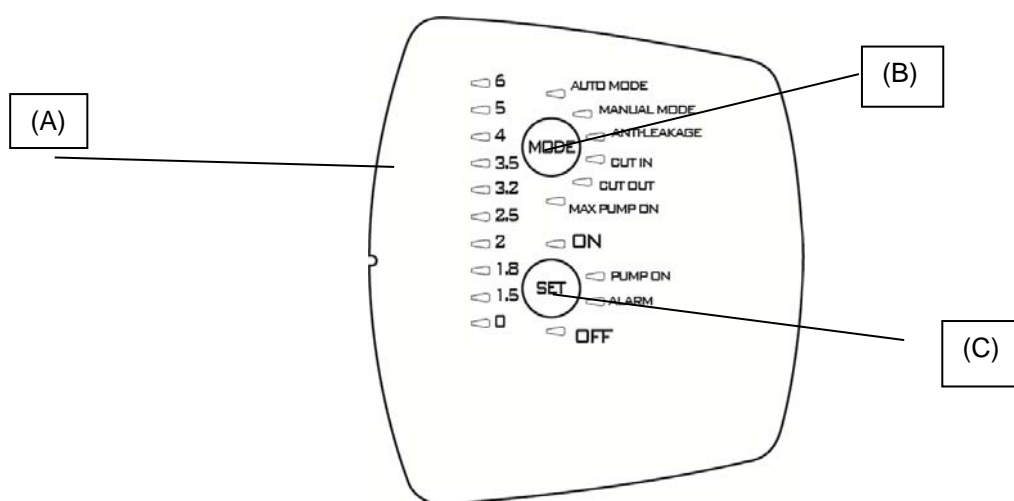 (A)
(B)
(C)
6
5
4
3.5
3.2
2.5
2
1.8
1.5
0
AUTO MODE
MANUAL MODE
ANTI-LEAKAGE
MODE
CUT IN
CUT OUT
MAX PUMP ON
ON
PUMP ON
SET
ALARM
OFF